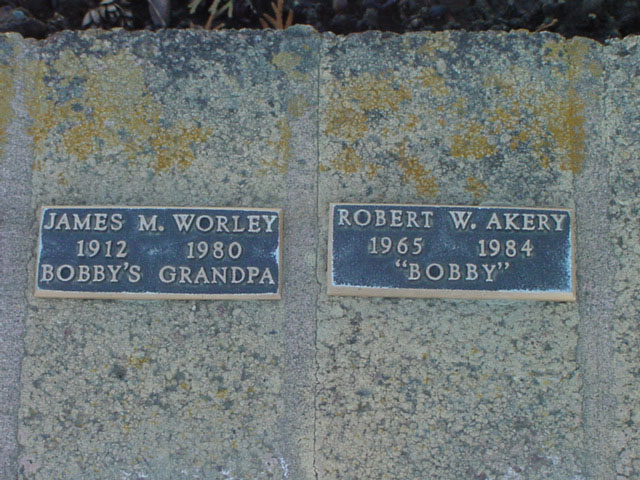 JAMES M. WORLEY
1912 1980
BOBBY'S GRANDPA
ROBERT W. AKERY
1965 1984
"BOBBY"